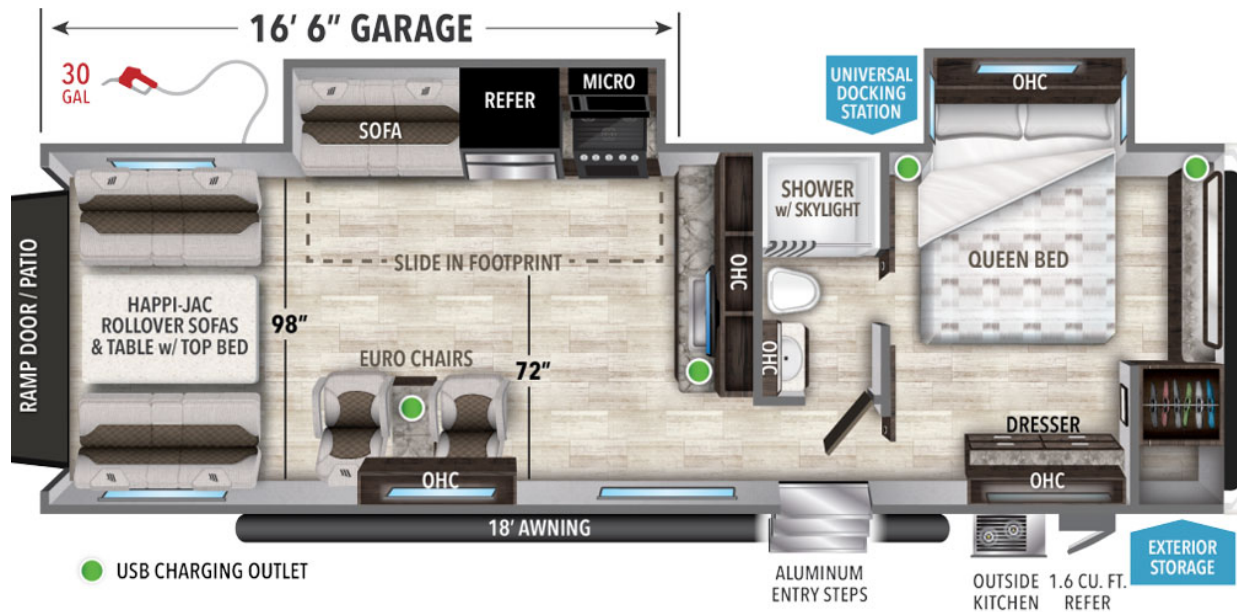 16' 6" GARAGE
30
GAL
SOFA
REFER
MICRO
UNIVERSAL
DOCKING
STATION
OHC
RAMP DOOR / PATIO
HAPPI-JAC
ROLLOVER SOFAS
& TABLE w/ TOP BED
98"
SLIDE IN FOOTPRINT
72"
EURO CHAIRS
OHC
OHC
SHOWER
w/ SKYLIGHT
OHC
QUEEN BED
DRESSER
OHC
18' AWNING
USB CHARGING OUTLET
ALUMINUM
ENTRY STEPS
OUTSIDE
KITCHEN
1.6 CU. FT.
REFER
EXTERIOR
STORAGE